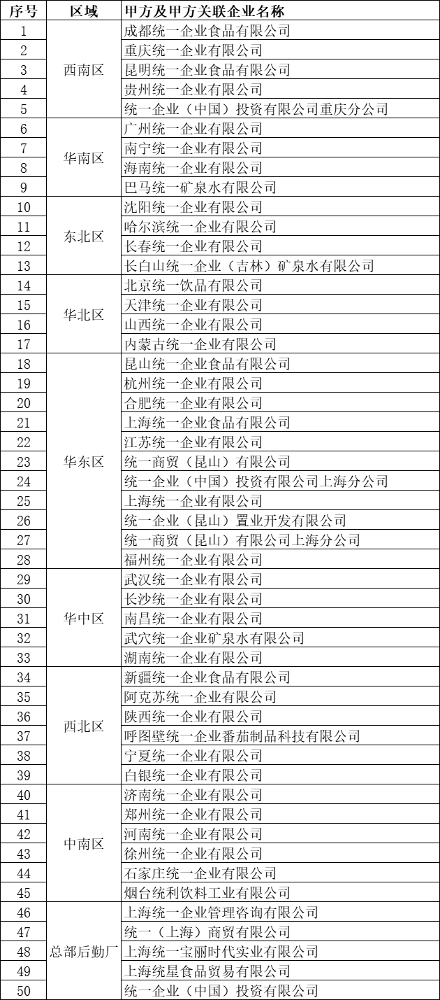 序号 区域 甲方及甲方关联企业名称
1 西南区 成都统一企业食品有限公司
2 重庆统一企业有限公司
3 昆明统一企业食品有限公司
4 贵州统一企业有限公司
5 统一企业（中国）投资有限公司重庆分公司
6 华南区 广州统一企业有限公司
7 南宁统一企业有限公司
8 海南统一企业有限公司
9 巴马统一矿泉水有限公司
10 东北区 沈阳统一企业有限公司
11 哈尔滨统一企业有限公司
12 长春统一企业有限公司
13 长白山统一企业（吉林）矿泉水有限公司
14 华北区 北京统一饮品有限公司
15 天津统一企业有限公司
16 山西统一企业有限公司
17 内蒙古统一企业有限公司
18 华东区 昆山统一企业食品有限公司
19 杭州统一企业有限公司
20 合肥统一企业有限公司
21 上海统一企业食品有限公司
22 江苏统一企业有限公司
23 统一商贸（昆山）有限公司
24 统一企业（中国）投资有限公司上海分公司
25 上海统一企业有限公司
26 统一企业（昆山）置业开发有限公司
27 统一商贸（昆山）有限公司上海分公司
28 福州统一企业有限公司
29 华中区 武汉统一企业有限公司
30 长沙统一企业有限公司
31 南昌统一企业有限公司
32 武穴统一企业矿泉水有限公司
33 湖南统一企业有限公司
34 西北区 新疆统一企业食品有限公司
35 阿克苏统一企业有限公司
36 陕西统一企业有限公司
37 呼图壁统一企业番茄制品科技有限公司
38 宁夏统一企业有限公司
39 白银统一企业有限公司
40 中南区 济南统一企业有限公司
41 郑州统一企业有限公司
42 河南统一企业有限公司
43 徐州统一企业有限公司
44 石家庄统一企业有限公司
45 烟台统利饮料工业有限公司
46 总部后勤厂 上海统一企业管理咨询有限公司
47 统一（上海）商贸有限公司
48 上海统一宝丽时代实业有限公司
49 上海统星食品贸易有限公司
50 统一企业（中国）投资有限公司